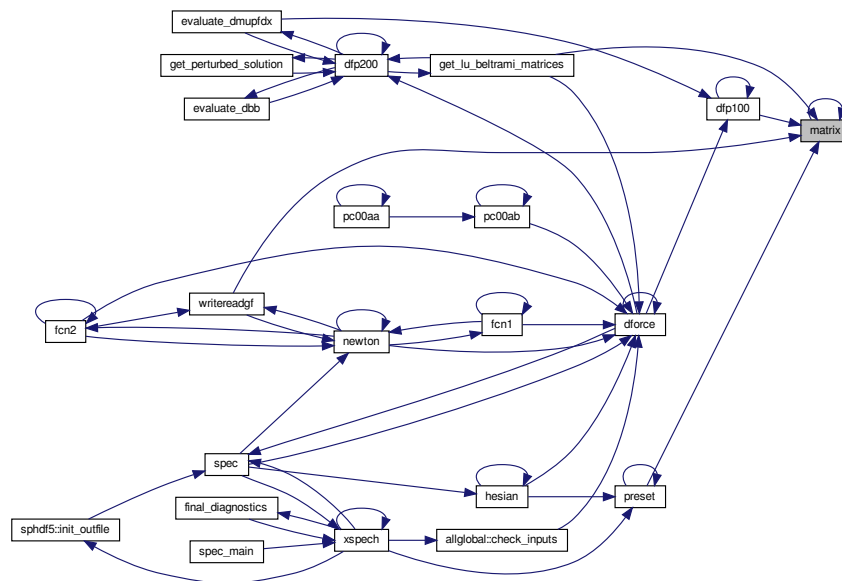 evaluate_dmupfdx
get_perturbed_solution
dfp200
get_lu_beltrami_matrices
evaluate_dbb
dfp100
matrix
pc00aa
pc00ab
writereadgf
fcn2
newton
fcn1
dforce
spec
final_diagnostics
hesian
preset
sphdf5::init_outfile
spec_main
xspech
allglobal::check_inputs